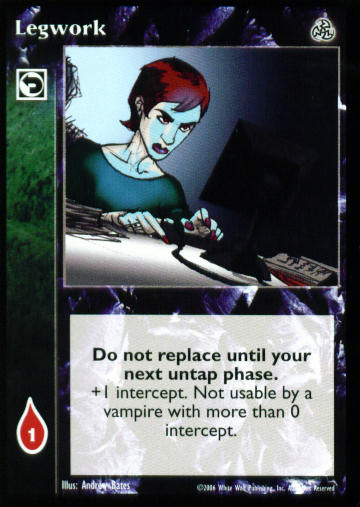 Legwork
Do not replace until your
next untap phase.
+1 intercept. Not usable by a
vampire with more than 0
intercept.
1
Illus: Andrew Bates
©2006 White Wolf Publishing, Inc. All Rights Reserved